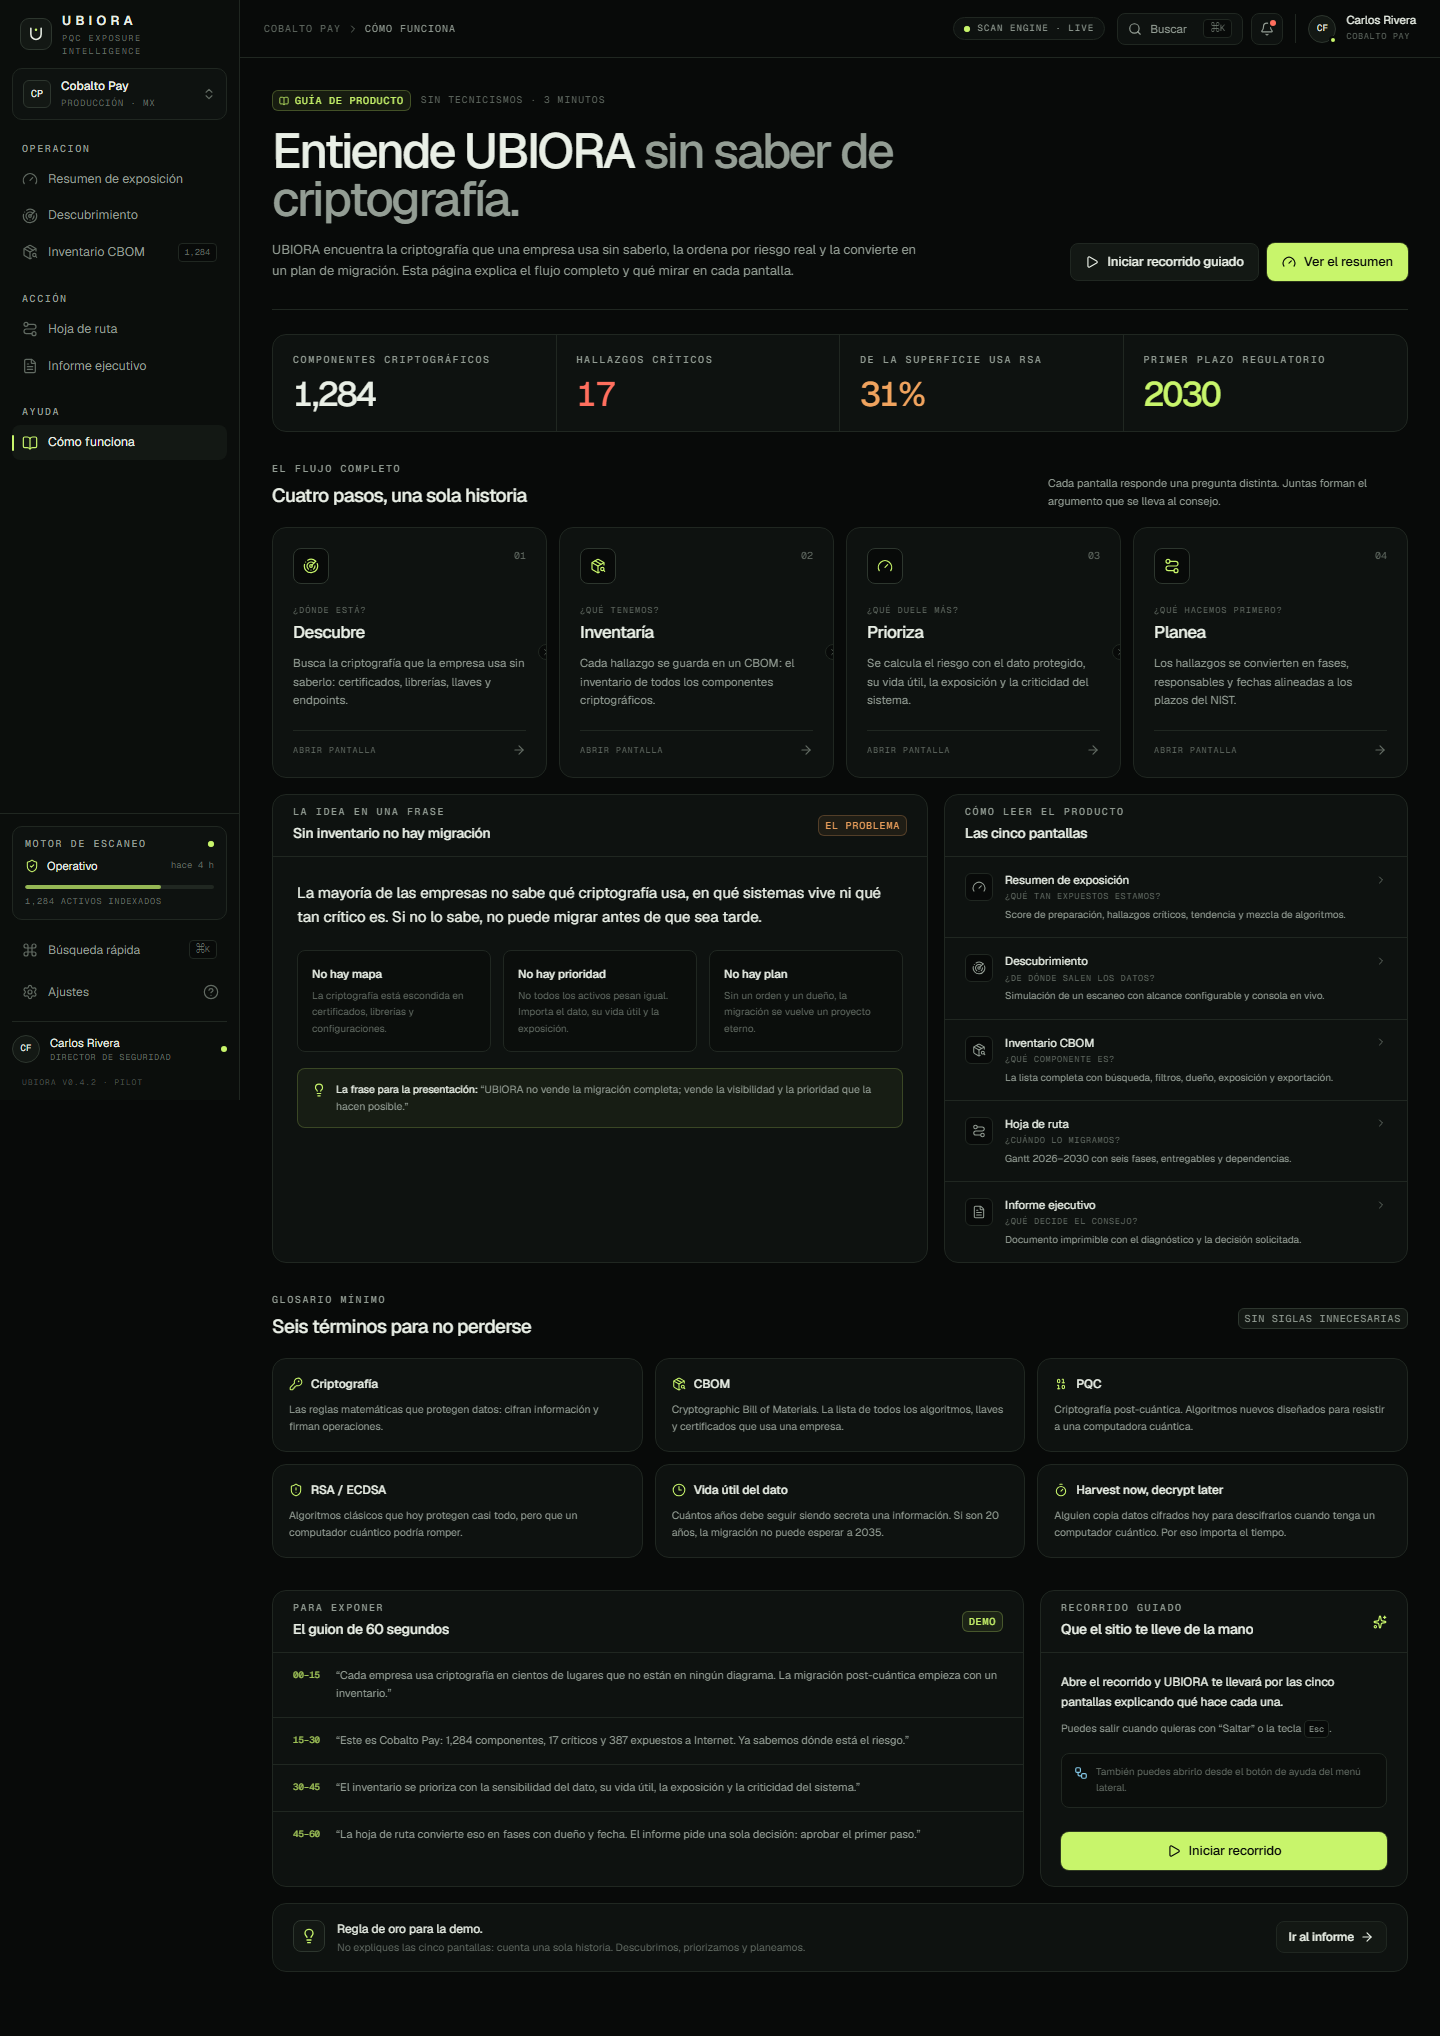 UBIORA
PQC EXPOSURE
INTELLIGENCE
CP
Cobalto Pay
PRODUCCIÓN · MX
OPERACION
Resumen de exposición
Descubrimiento
Inventario CBOM 1,284
ACCIÓN
Hoja de ruta
Informe ejecutivo
AYUDA
Cómo funciona
MOTOR DE ESCANEO
Operativo hace 4 h
1,284 ACTIVOS INDEXADOS
Búsqueda rápida ⌘K
Ajustes
CF
Carlos Rivera
DIRECTOR DE SEGURIDAD
UBIORA V0.4.2 · PILOT
COBALTO PAY > CÓMO FUNCIONA
SCAN ENGINE · LIVE
Buscar ⌘K
CF
Carlos Rivera
COBALTO PAY
GUÍA DE PRODUCTO SIN TECNICISMOS · 3 MINUTOS
Entiende UBIORA sin saber de
criptografía.
UBIORA encuentra la criptografía que una empresa usa sin saberlo, la ordena por riesgo real y la convierte en
un plan de migración. Esta página explica el flujo completo y qué mirar en cada pantalla.
Iniciar recorrido guiado
Ver el resumen
COMPONENTES CRIPTOGRÁFICOS
1,284
HALLAZGOS CRÍTICOS
17
DE LA SUPERFICIE USA RSA
31%
PRIMER PLAZO REGULATORIO
2030
EL FLUJO COMPLETO
Cuatro pasos, una sola historia
Cada pantalla responde una pregunta distinta. Juntas forman el
argumento que se lleva al consejo.
01
¿DÓNDE ESTÁ?
Descubre
Busca la criptografía que la empresa usa sin
saberlo: certificados, librerías, llaves y
endpoints.
ABRIR PANTALLA
02
¿QUÉ TENEMOS?
Inventaría
Cada hallazgo se guarda en un CBOM: el
inventario de todos los componentes
criptográficos.
ABRIR PANTALLA
03
¿QUÉ DUELE MÁS?
Prioriza
Se calcula el riesgo con el dato protegido,
su vida útil, la exposición y la criticidad del
sistema.
ABRIR PANTALLA
04
¿QUÉ HACEMOS PRIMERO?
Planea
Los hallazgos se convierten en fases,
responsables y fechas alineadas a los
plazos del NIST.
ABRIR PANTALLA
LA IDEA EN UNA FRASE
Sin inventario no hay migración
EL PROBLEMA
La mayoría de las empresas no sabe qué criptografía usa, en qué sistemas vive ni qué
tan crítico es. Si no lo sabe, no puede migrar antes de que sea tarde.
No hay mapa
La criptografía está escondida en
certificados, librerías y
configuraciones.
No hay prioridad
No todos los activos pesan igual.
Importa el dato, su vida útil y la
exposición.
No hay plan
Sin un orden y un dueño, la
migración se vuelve un proyecto
eterno.
La frase para la presentación: “UBIORA no vende la migración completa; vende la visibilidad y la prioridad que la
hacen posible.”
CÓMO LEER EL PRODUCTO
Las cinco pantallas
Resumen de exposición
¿QUÉ TAN EXPUESTOS ESTAMOS?
Score de preparación, hallazgos críticos, tendencia y mezcla de algoritmos.
Descubrimiento
¿DE DÓNDE SALEN LOS DATOS?
Simulación de un escaneo con alcance configurable y consola en vivo.
Inventario CBOM
¿QUÉ COMPONENTE ES?
La lista completa con búsqueda, filtros, dueño, exposición y exportación.
Hoja de ruta
¿CUÁNDO LO MIGRAMOS?
Gantt 2026–2030 con seis fases, entregables y dependencias.
Informe ejecutivo
¿QUÉ DECIDE EL CONSEJO?
Documento imprimible con el diagnóstico y la decisión solicitada.
GLOSARIO MÍNIMO
Seis términos para no perderse
SIN SIGLAS INNECESARIAS
Criptografía
Las reglas matemáticas que protegen datos: cifran información y
firman operaciones.
CBOM
Cryptographic Bill of Materials. La lista de todos los algoritmos, llaves
y certificados que usa una empresa.
PQC
Criptografía post-cuántica. Algoritmos nuevos diseñados para resistir
a una computadora cuántica.
RSA / ECDSA
Algoritmos clásicos que hoy protegen casi todo, pero que un
computador cuántico podría romper.
Vida útil del dato
Cuántos años debe seguir siendo secreta una información. Si son 20
años, la migración no puede esperar a 2035.
Harvest now, decrypt later
Alguien copia datos cifrados hoy para descifrarlos cuando tenga un
computador cuántico. Por eso importa el tiempo.
PARA EXPONER
El guion de 60 segundos
DEMO
00–15 “Cada empresa usa criptografía en cientos de lugares que no están en ningún diagrama. La migración post-cuántica empieza con un
inventario.”
15–30 “Este es Cobalto Pay: 1,284 componentes, 17 críticos y 387 expuestos a Internet. Ya sabemos dónde está el riesgo.”
30–45 “El inventario se prioriza con la sensibilidad del dato, su vida útil, la exposición y la criticidad del sistema.”
45–60 “La hoja de ruta convierte eso en fases con dueño y fecha. El informe pide una sola decisión: aprobar el primer paso.”
RECORRIDO GUIADO
Que el sitio te lleve de la mano
Abre el recorrido y UBIORA te llevará por las cinco
pantallas explicando qué hace cada una.
Puedes salir cuando quieras con “Saltar” o la tecla Esc.
También puedes abrirlo desde el botón de ayuda del menú
lateral.
Iniciar recorrido
Regla de oro para la demo.
No expliques las cinco pantallas: cuenta una sola historia. Descubrimos, priorizamos y planeamos.
Ir al informe